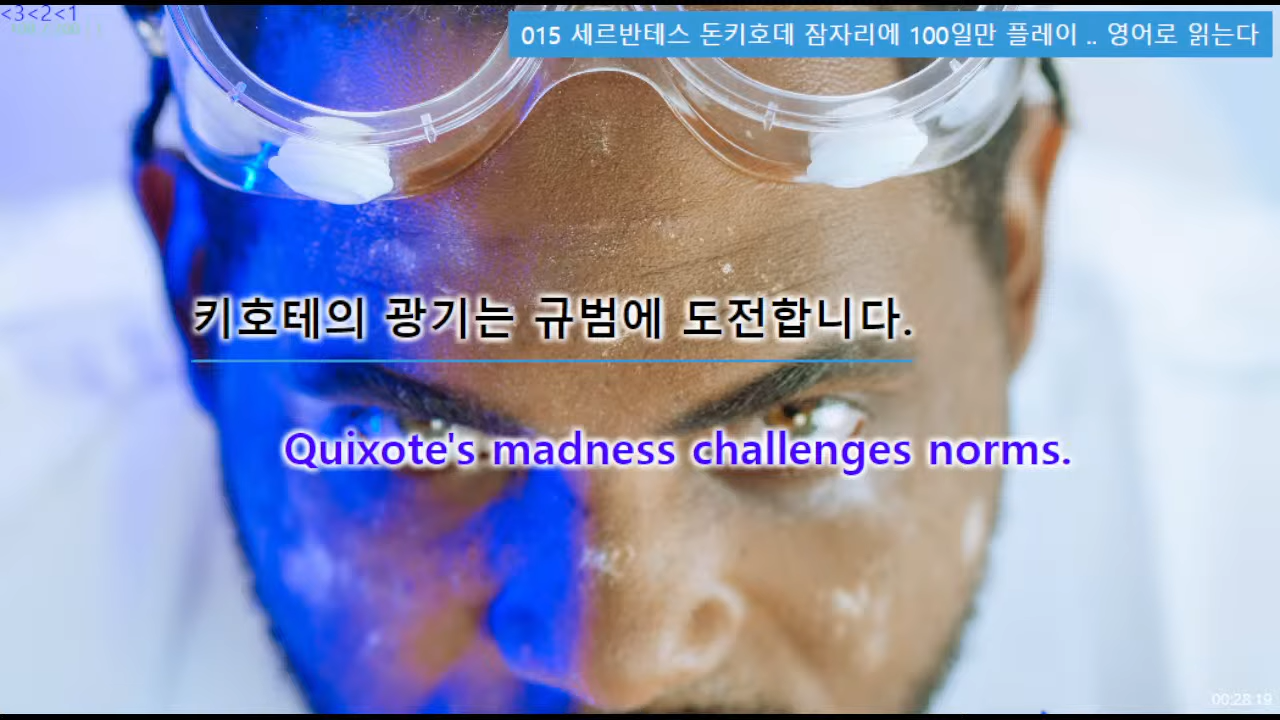 <3<2<1
015 세르반테스 돈키호데 잠자리에 100일만 플레이 .. 영어로 읽는다
키호테의 광기는 규범에 도전합니다.
Quixote's madness challenges norms.
00:28:19